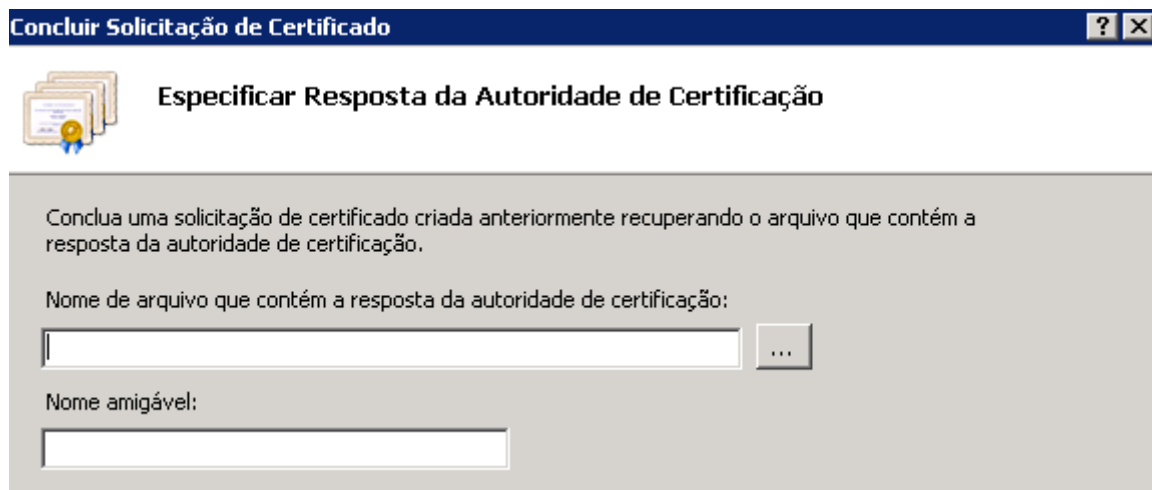 Concluir Solicitação de Certificado
Especificar Resposta da Autoridade de Certificação
Conclua uma solicitação de certificado criada anteriormente recuperando o arquivo que contém a
resposta da autoridade de certificação.
Nome de arquivo que contém a resposta da autoridade de certificação:
...
Nome amigável: